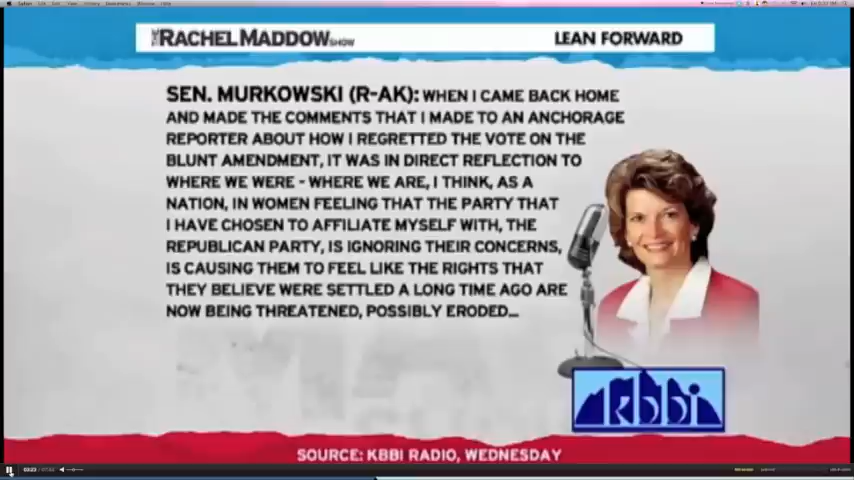 THE RACHEL MADDOW SHOW
LEAN FORWARD
SEN. MURKOWSKI (R-AK): WHEN I CAME BACK HOME
AND MADE THE COMMENTS THAT I MADE TO AN ANCHORAGE
REPORTER ABOUT HOW I REGRETTED THE VOTE ON THE
BLUNT AMENDMENT, IT WAS IN DIRECT REFLECTION TO
WHERE WE WERE - WHERE WE ARE, I THINK, AS A
NATION, IN WOMEN FEELING THAT THE PARTY THAT
I HAVE CHOSEN TO AFFILIATE MYSELF WITH, THE
REPUBLICAN PARTY, IS IGNORING THEIR CONCERNS,
IS CAUSING THEM TO FEEL LIKE THE RIGHTS THAT
THEY BELIEVE WERE SETTLED A LONG TIME AGO ARE
NOW BEING THREATENED, POSSIBLY ERODED...
kbbi
SOURCE: KBBI RADIO, WEDNESDAY